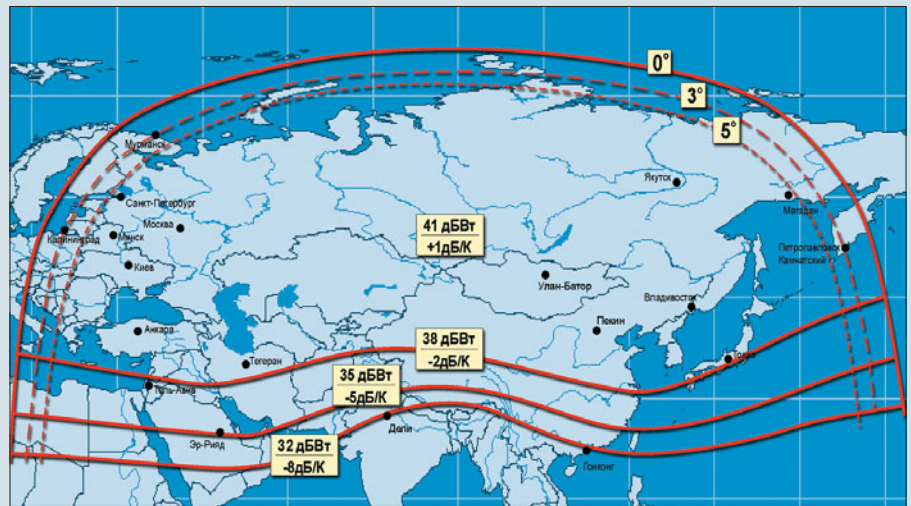 0°
3°
5°
Мурманск
Якутск
Санкт-Петербург
Магадан
41 дБВт
+1дБ/К
Москва
Калининград
Минск
Петропавловск
Камчатский
Киев
Улан-Батор
Владивосток
Анкара
Пекин
38 дБВт
-2дБ/К
Тегеран
Токио
35 дБВт
-5дБ/К
Тель-Авив
Дели
Эр-Рияд
32 дБВт
-8дБ/К
Гонконг